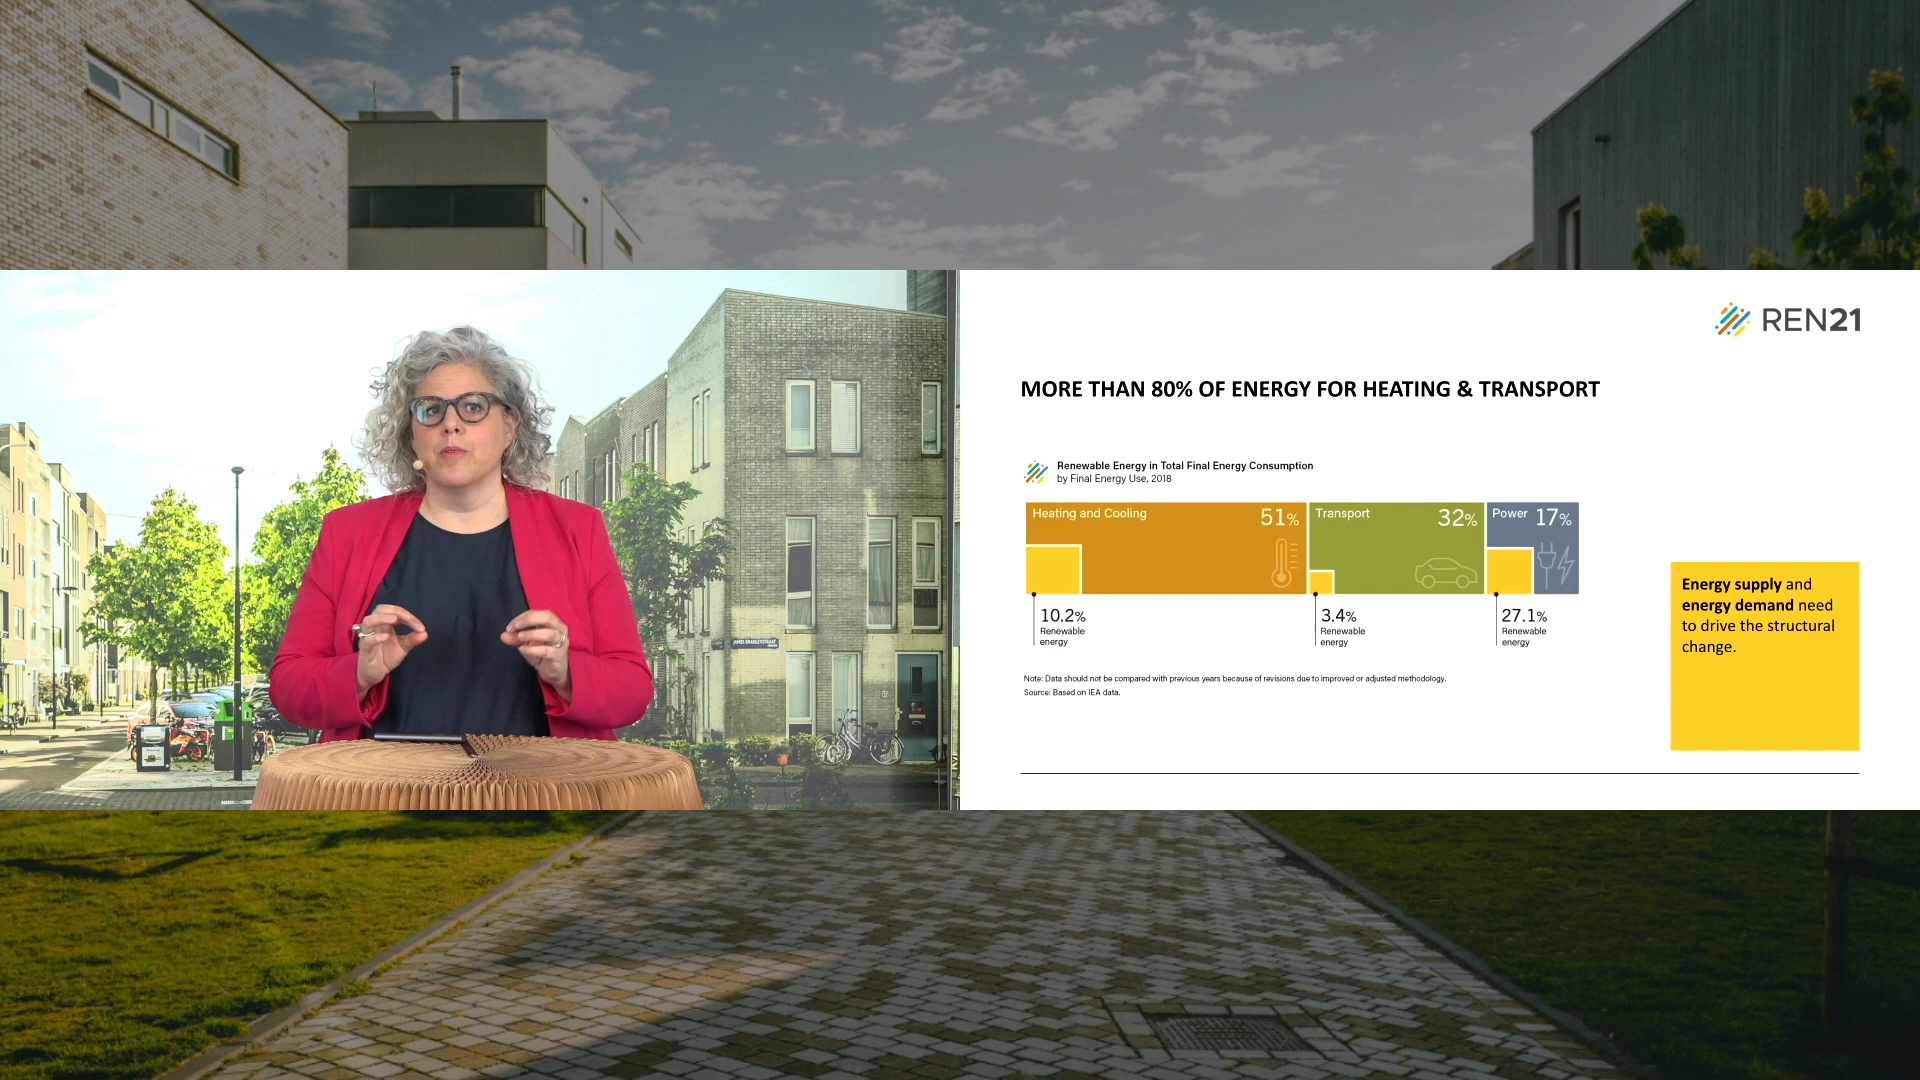 JAMES BRADLEYSTRAAT
REN21
MORE THAN 80% OF ENERGY FOR HEATING & TRANSPORT
Renewable Energy in Total Final Energy Consumption
by Final Energy Use, 2018
Heating and Cooling 51%
Transport 32%
Power 17%
10.2%
Renewable
energy
3.4%
Renewable
energy
27.1%
Renewable
energy
Energy supply and
energy demand need
to drive the structural
change.
Note: Data should not be compared with previous years because of revisions due to improved or adjusted methodology.
Source: Based on IEA data.